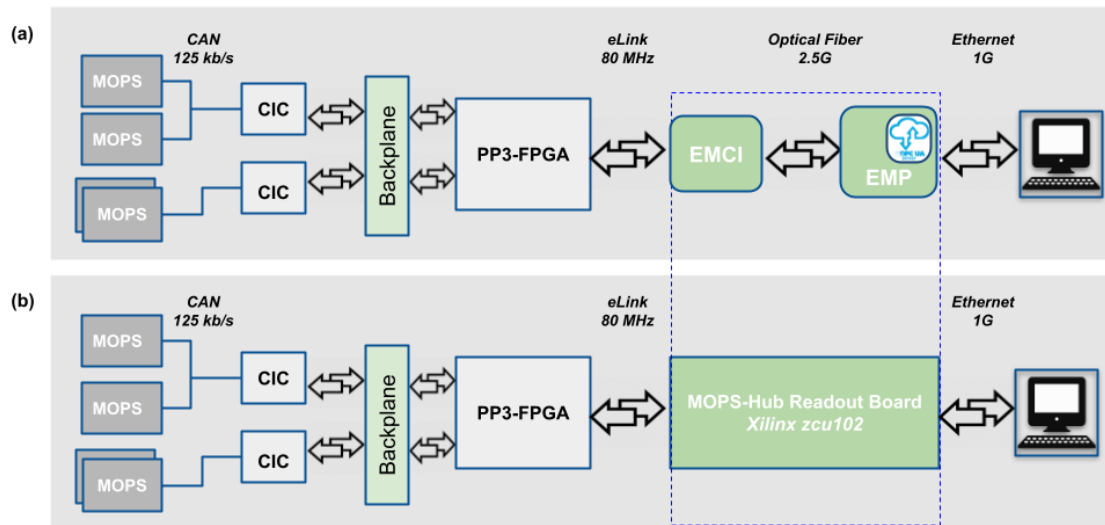 (a)
CAN
125 kb/s
eLink
80 MHz
Optical Fiber
2.5G
Ethernet
1G
MOPS
MOPS
MOPS
CIC
CIC
Backplane
PP3-FPGA
EMCI
OPC UA
EMP
(b)
CAN
125 kb/s
eLink
80 MHz
Ethernet
1G
MOPS
MOPS
MOPS
CIC
CIC
Backplane
PP3-FPGA
MOPS-Hub Readout Board
Xilinx zcu102